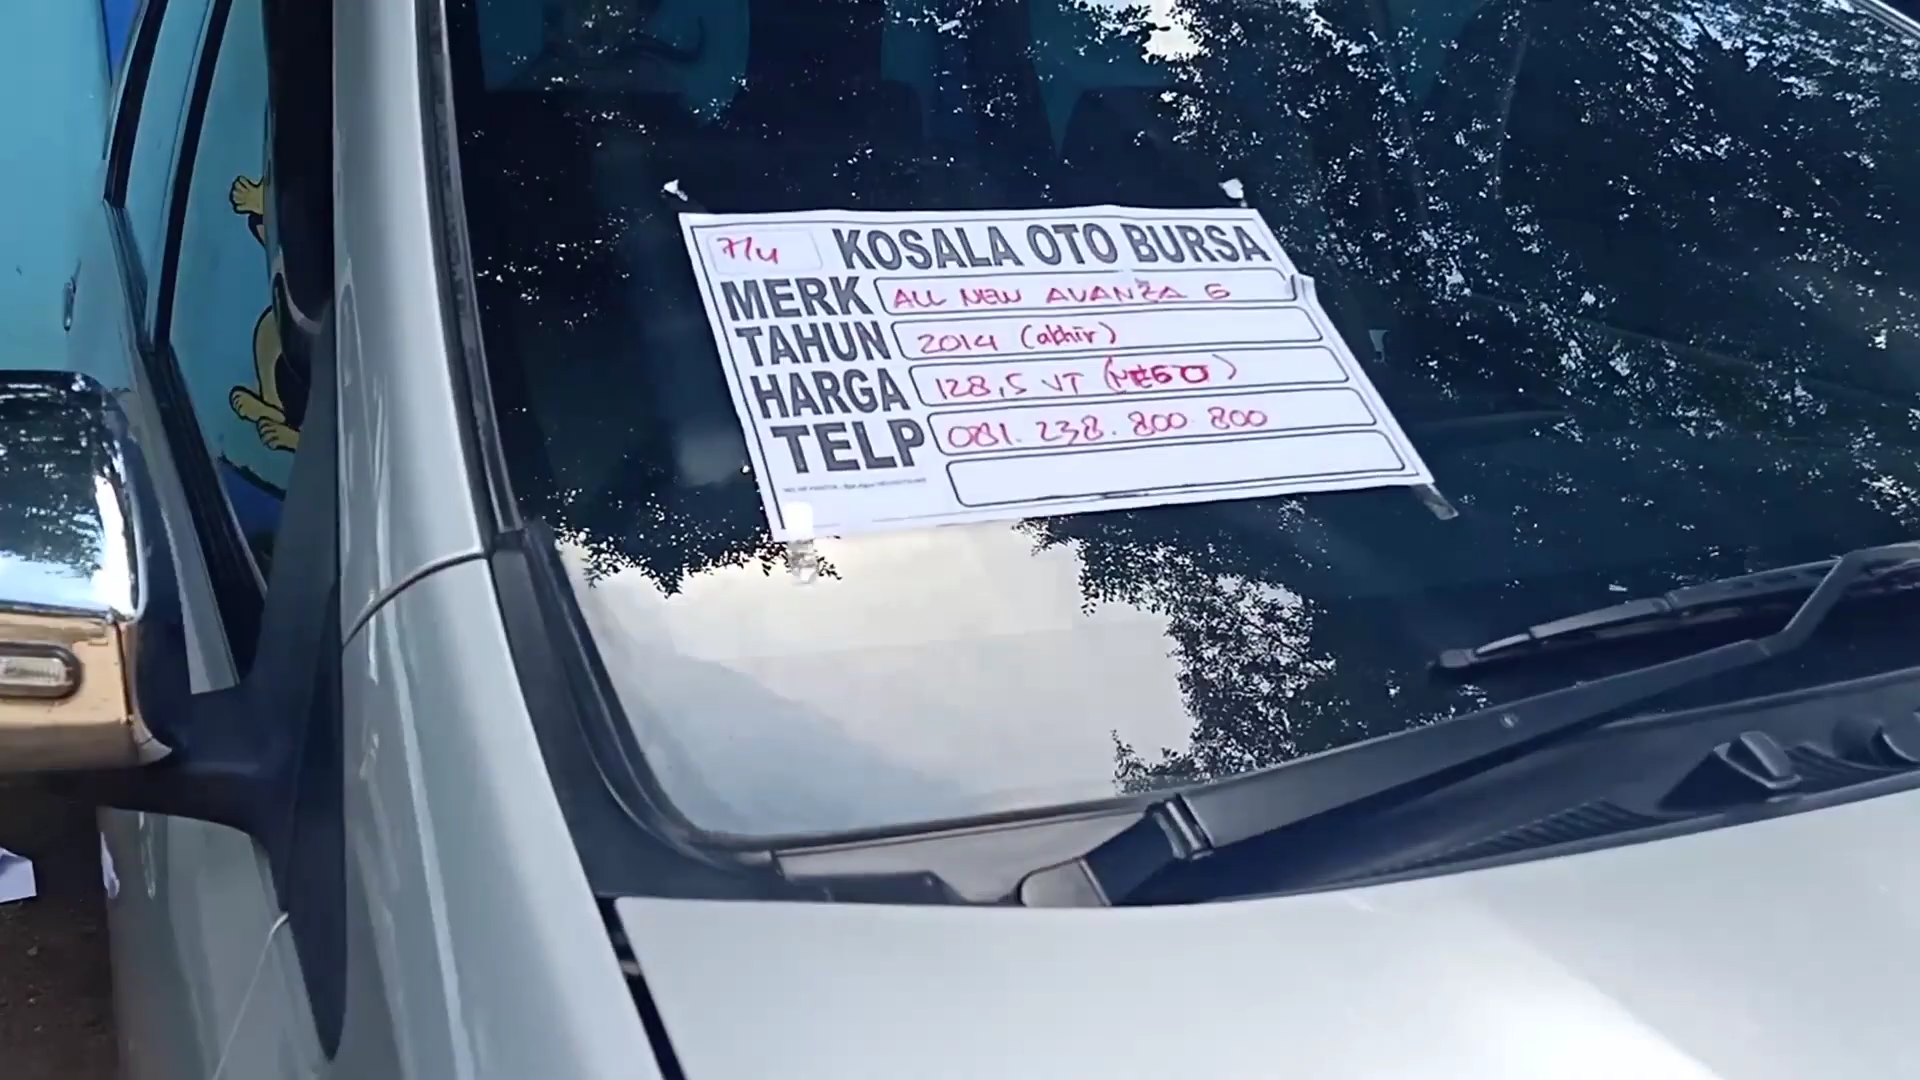 7/4 KOSALA OTO BURSA
MERK ALL NEW AVANZA G
TAHUN 2014 (akhir)
HARGA 128,5 JT (NEGO)
TELP 081.238.800.800